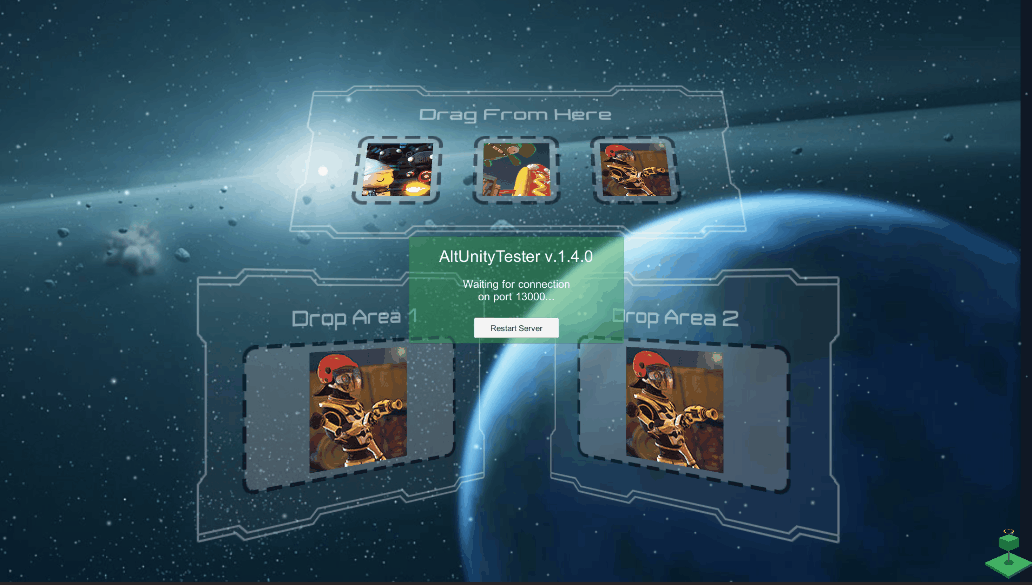 Drag From Here
AltUnityTester v.1.4.0
Waiting for connection
on port 13000...
Restart Server
Drop Area 1
Drop Area 2